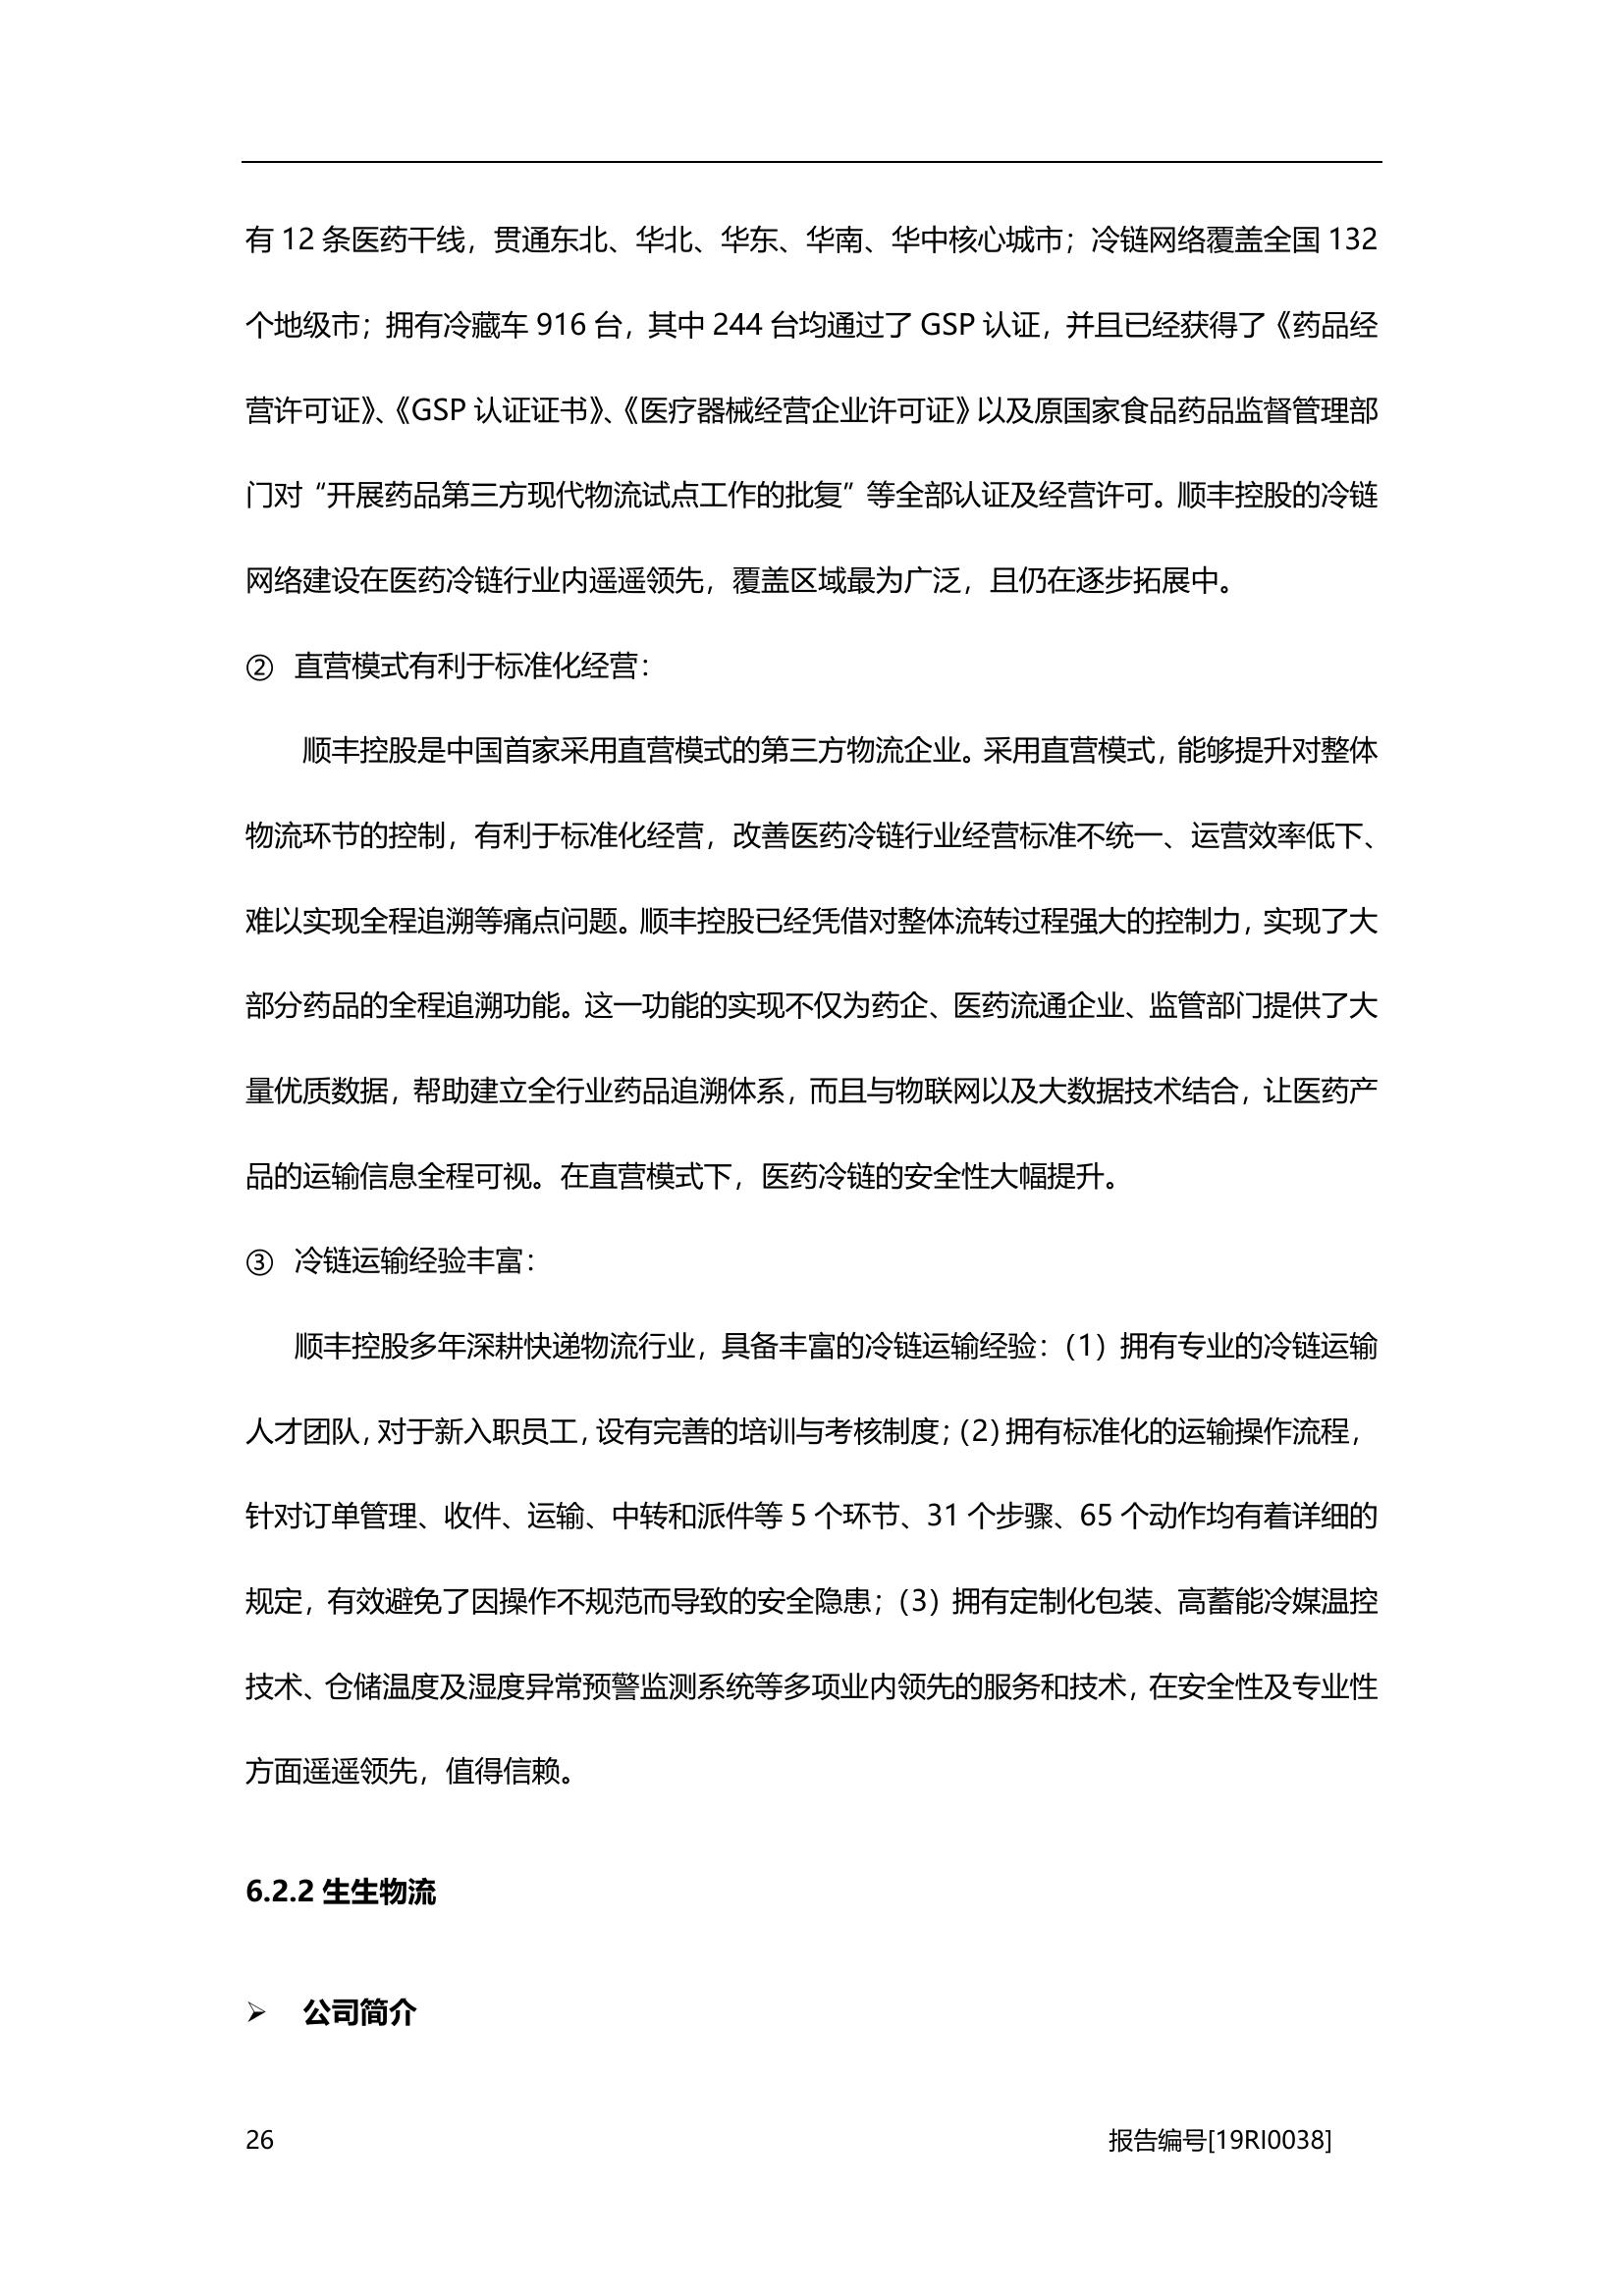 有 12 条医药干线，贯通东北、华北、华东、华南、华中核心城市；冷链网络覆盖全国 132
个地级市；拥有冷藏车 916 台，其中 244 台均通过了 GSP 认证，并且已经获得了《药品经
营许可证》、《GSP 认证证书》、《医疗器械经营企业许可证》以及原国家食品药品监督管理部
门对“开展药品第三方现代物流试点工作的批复”等全部认证及经营许可。顺丰控股的冷链
网络建设在医药冷链行业内遥遥领先，覆盖区域最为广泛，且仍在逐步拓展中。
② 直营模式有利于标准化经营：
顺丰控股是中国首家采用直营模式的第三方物流企业。采用直营模式，能够提升对整体
物流环节的控制，有利于标准化经营，改善医药冷链行业经营标准不统一、运营效率低下、
难以实现全程追溯等痛点问题。顺丰控股已经凭借对整体流转过程强大的控制力，实现了大
部分药品的全程追溯功能。这一功能的实现不仅为药企、医药流通企业、监管部门提供了大
量优质数据，帮助建立全行业药品追溯体系，而且与物联网以及大数据技术结合，让医药产
品的运输信息全程可视。在直营模式下，医药冷链的安全性大幅提升。
③ 冷链运输经验丰富：
顺丰控股多年深耕快递物流行业，具备丰富的冷链运输经验：（1）拥有专业的冷链运输
人才团队，对于新入职员工，设有完善的培训与考核制度；（2）拥有标准化的运输操作流程，
针对订单管理、收件、运输、中转和派件等 5 个环节、31 个步骤、65 个动作均有着详细的
规定，有效避免了因操作不规范而导致的安全隐患；（3）拥有定制化包装、高蓄能冷媒温控
技术、仓储温度及湿度异常预警监测系统等多项业内领先的服务和技术，在安全性及专业性
方面遥遥领先，值得信赖。
6.2.2 生生物流
➢ 公司简介
26 报告编号[19RI0038]